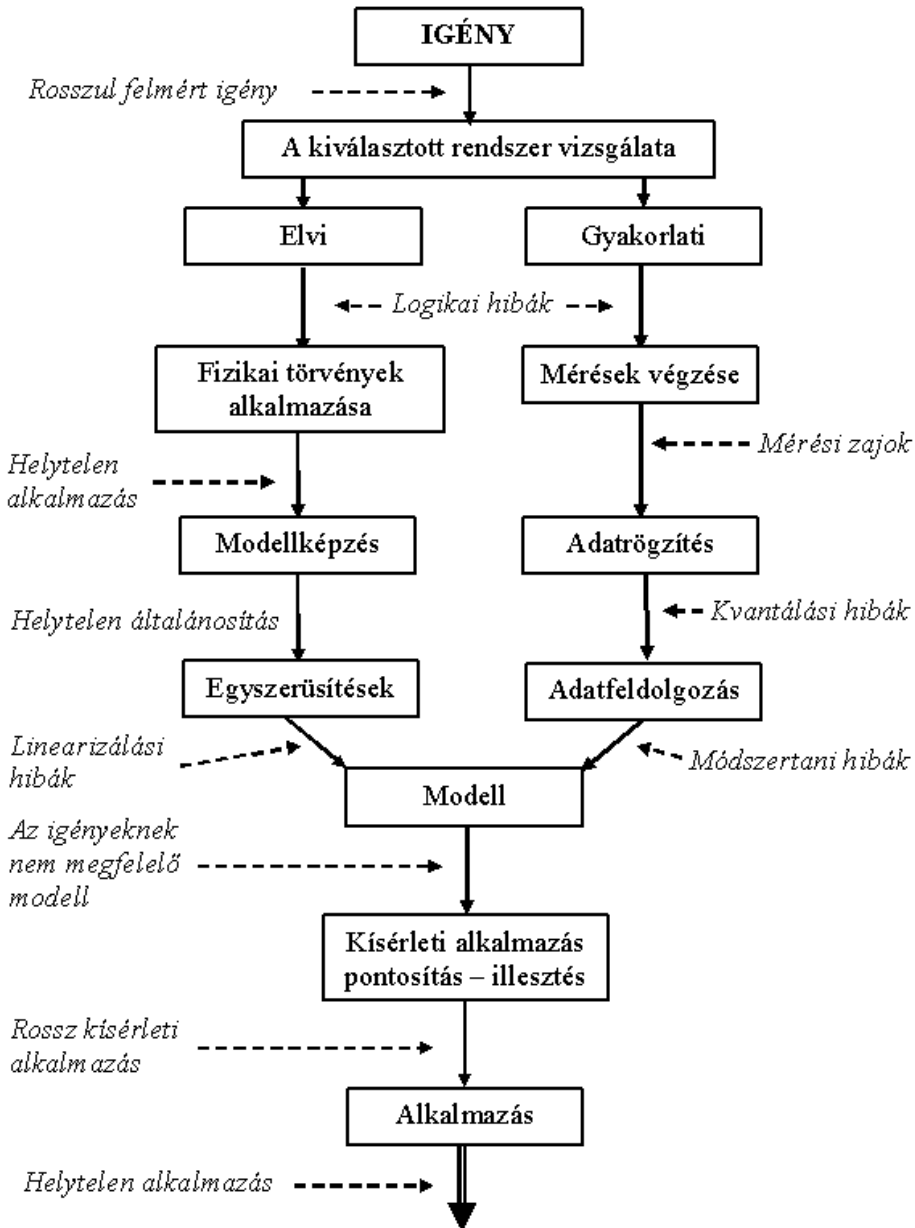 IGÉNY
Rosszul felmért igény
A kiválasztott rendszer vizsgálata
Elvi
Gyakorlati
Logikai hibák
Fizikai törvények
alkalmazása
Mérések végzése
Helytelen
alkalmazás
Mérési zajok
Modellképzés
Adatrögzítés
Helytelen általánosítás
Kvantálási hibák
Egyszerüsítések
Adatfeldolgozás
Linearizálási
hibák
Módszertani hibák
Modell
Az igényeknek
nem megfelelő
modell
Kísérleti alkalmazás
pontosítás – illesztés
Rossz kísérleti
alkalmazás
Alkalmazás
Helytelen alkalmazás